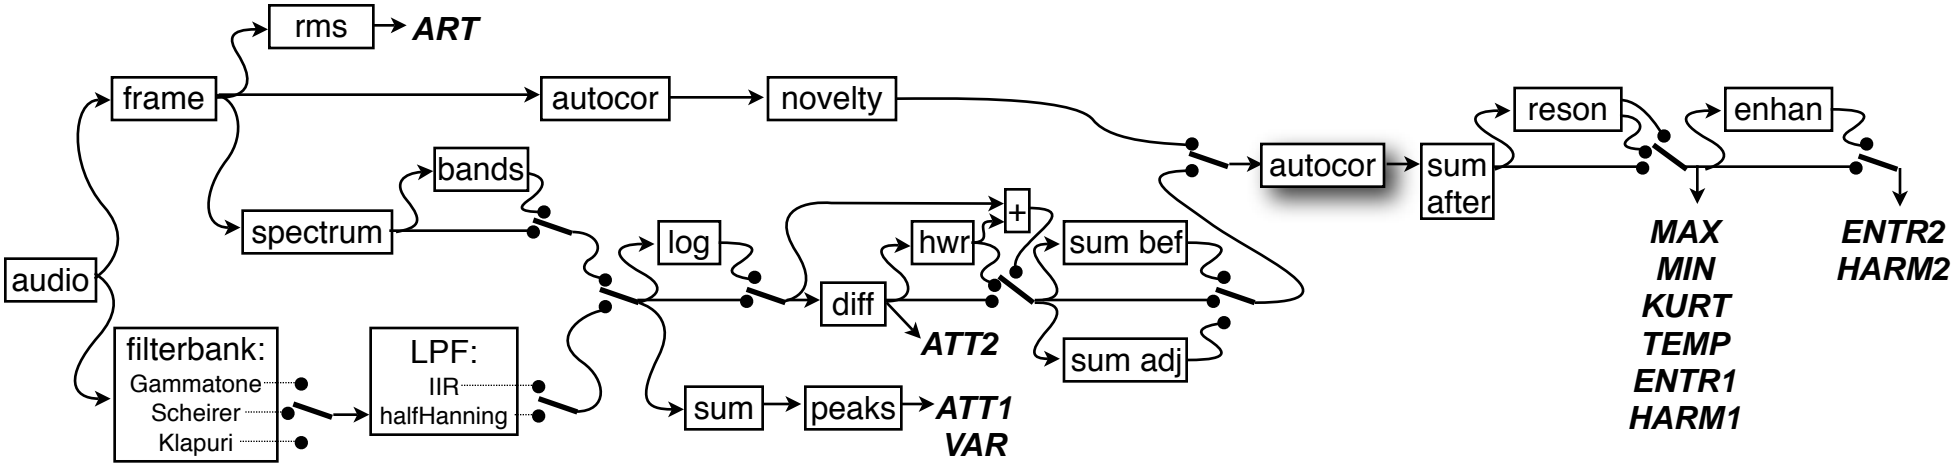 rms
ART
frame
autocor
novelty
reson
enhan
bands
autocor
sum
after
spectrum
log
+
hwr
sum bef
MAX
MIN
KURT
TEMP
ENTR1
HARM1
ENTR2
HARM2
audio
diff
ATT2
sum adj
filterbank:
Gammatone
Scheirer
Klapuri
LPF:
IIR
halfHanning
sum
peaks
ATT1
VAR